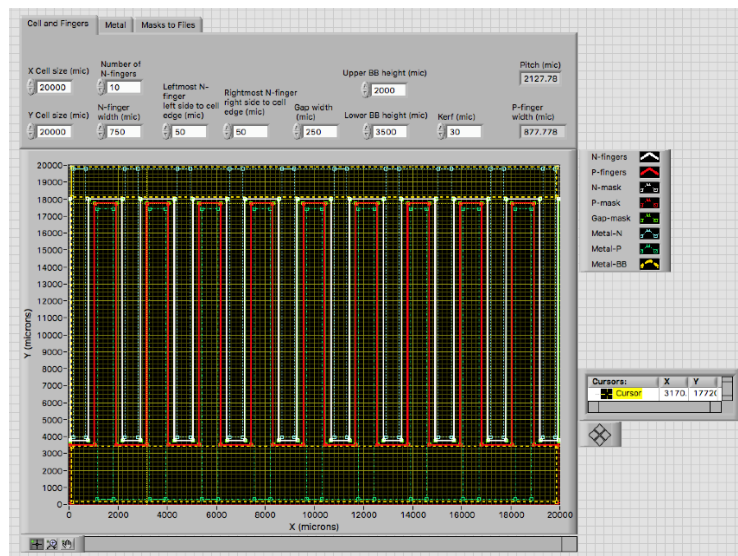 Cell and Fingers Metal Masks to Files
X Cell size (mic) 20000
Number of N-fingers 10
Upper BB height (mic) 2000
Pitch (mic) 2127.78
Y Cell size (mic) 20000
N-finger width (mic) 750
Leftmost N-finger left side to cell edge (mic) 50
Rightmost N-finger right side to cell edge (mic) 50
Gap width (mic) 250
Lower BB height (mic) 3500
Kerf (mic) 30
P-finger width (mic) 877.778
20000
19000
18000
17000
16000
15000
14000
13000
12000
11000
10000
9000
8000
7000
6000
5000
4000
3000
2000
1000
0
Y (microns)
0 2000 4000 6000 8000 10000 12000 14000 16000 18000 20000
X (microns)
N-fingers
P-fingers
N-mask
P-mask
Gap-mask
Metal-N
Metal-P
Metal-BB
Cursors: X Y
Cursor 3170. 1772